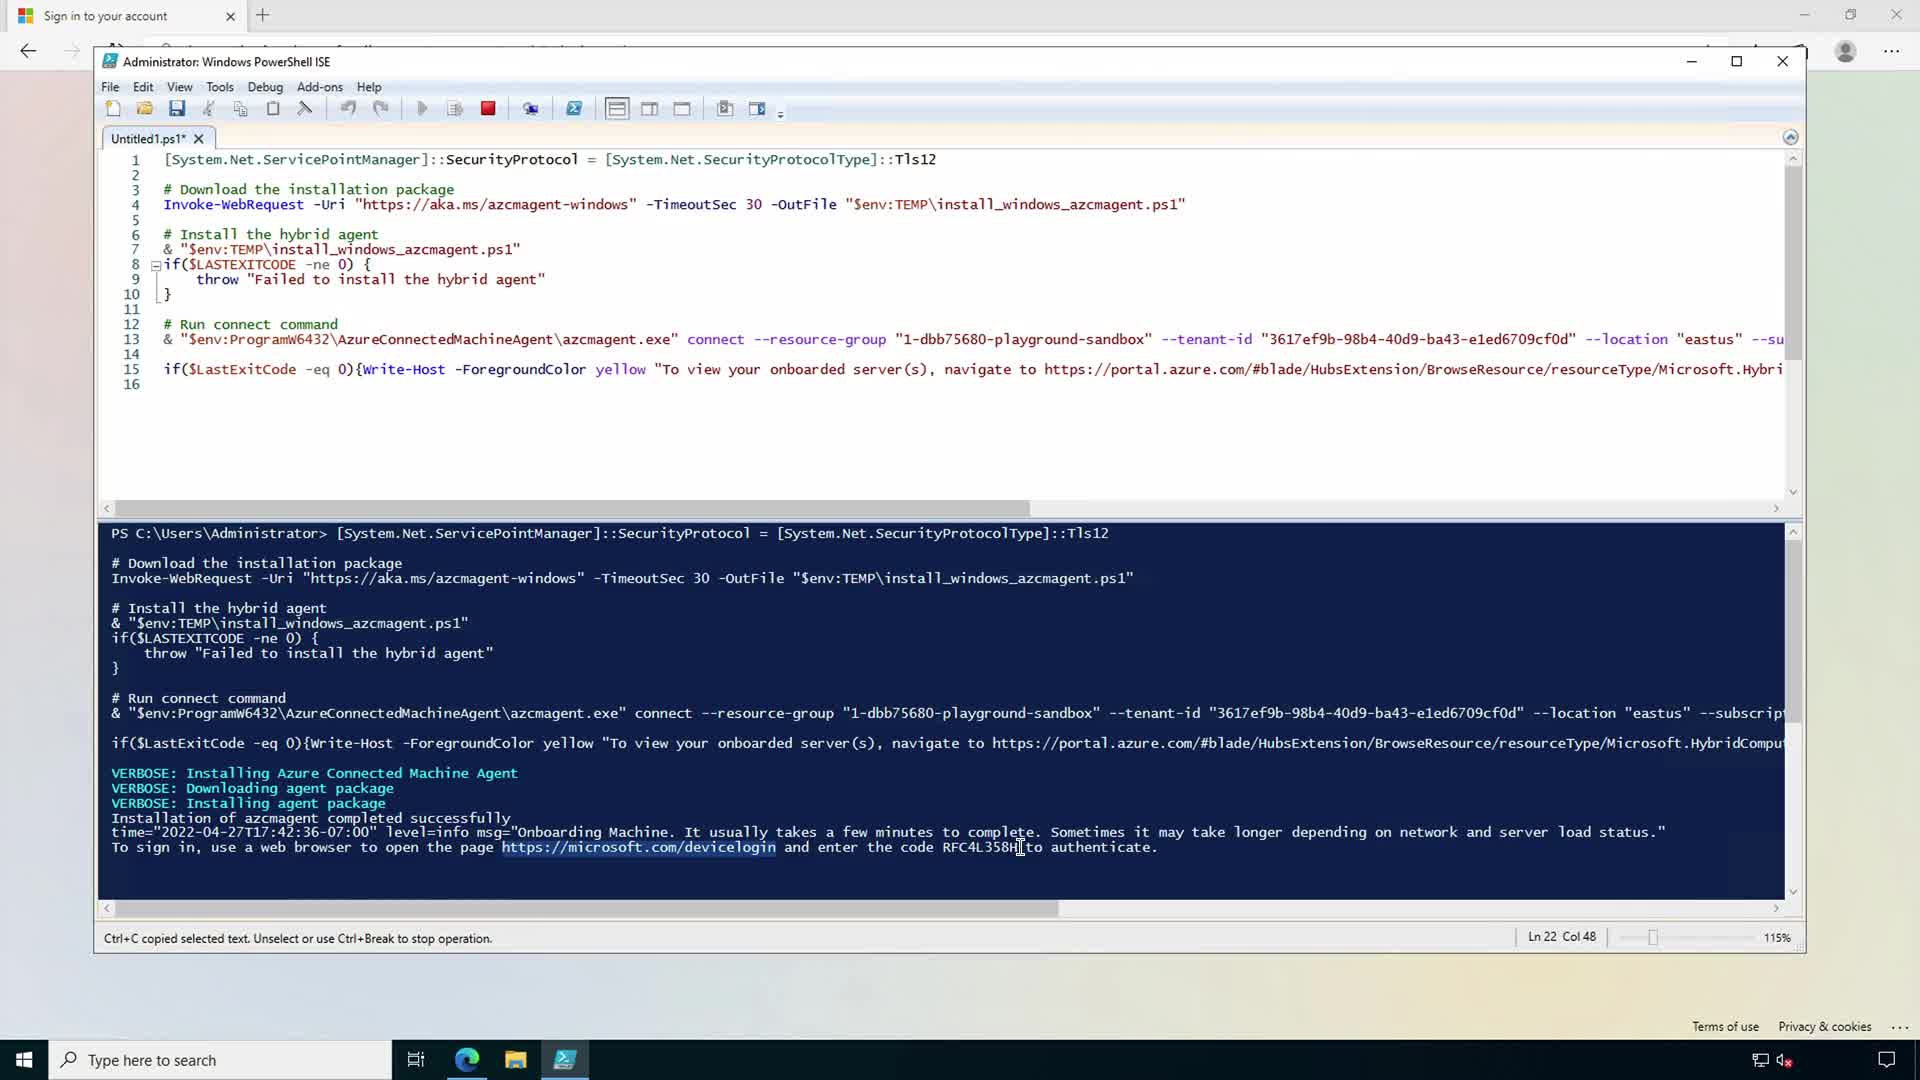 Sign in to your account
Administrator: Windows PowerShell ISE
File Edit View Tools Debug Add-ons Help
Untitled1.ps1*
1 [System.Net.ServicePointManager]::SecurityProtocol = [System.Net.SecurityProtocolType]::Tls12
2
3 # Download the installation package
4 Invoke-WebRequest -Uri "https://aka.ms/azcmagent-windows" -TimeoutSec 30 -OutFile "$env:TEMP\install_windows_azcmagent.ps1"
5
6 # Install the hybrid agent
7 & "$env:TEMP\install_windows_azcmagent.ps1"
8 if($LASTEXITCODE -ne 0) {
9 throw "Failed to install the hybrid agent"
10 }
11
12 # Run connect command
13 & "$env:ProgramW6432\AzureConnectedMachineAgent\azcmagent.exe" connect --resource-group "1-dbb75680-playground-sandbox" --tenant-id "3617ef9b-98b4-40d9-ba43-e1ed6709cf0d" --location "eastus" --su
14
15 if($LastExitCode -eq 0){Write-Host -ForegroundColor yellow "To view your onboarded server(s), navigate to https://portal.azure.com/#blade/HubsExtension/BrowseResource/resourceType/Microsoft.Hybri
16
PS C:\Users\Administrator> [System.Net.ServicePointManager]::SecurityProtocol = [System.Net.SecurityProtocolType]::Tls12
# Download the installation package
Invoke-WebRequest -Uri "https://aka.ms/azcmagent-windows" -TimeoutSec 30 -OutFile "$env:TEMP\install_windows_azcmagent.ps1"
# Install the hybrid agent
& "$env:TEMP\install_windows_azcmagent.ps1"
if($LASTEXITCODE -ne 0) {
throw "Failed to install the hybrid agent"
}
# Run connect command
& "$env:ProgramW6432\AzureConnectedMachineAgent\azcmagent.exe" connect --resource-group "1-dbb75680-playground-sandbox" --tenant-id "3617ef9b-98b4-40d9-ba43-e1ed6709cf0d" --location "eastus" --subscrip
if($LastExitCode -eq 0){Write-Host -ForegroundColor yellow "To view your onboarded server(s), navigate to https://portal.azure.com/#blade/HubsExtension/BrowseResource/resourceType/Microsoft.HybridCompu
VERBOSE: Installing Azure Connected Machine Agent
VERBOSE: Downloading agent package
VERBOSE: Installing agent package
Installation of azcmagent completed successfully
time="2022-04-27T17:42:36-07:00" level=info msg="Onboarding Machine. It usually takes a few minutes to complete. Sometimes it may take longer depending on network and server load status."
To sign in, use a web browser to open the page https://microsoft.com/devicelogin and enter the code RFC4L358H to authenticate.
Ctrl+C copied selected text. Unselect or use Ctrl+Break to stop operation.
Ln 22 Col 48
115%
Terms of use Privacy & cookies ...
Type here to search